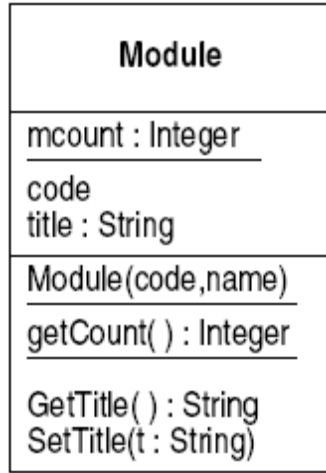 Module
mcount : Integer
code
title : String
Module(code,name)
getCount( ) : Integer
GetTitle( ) : String
SetTitle(t : String)